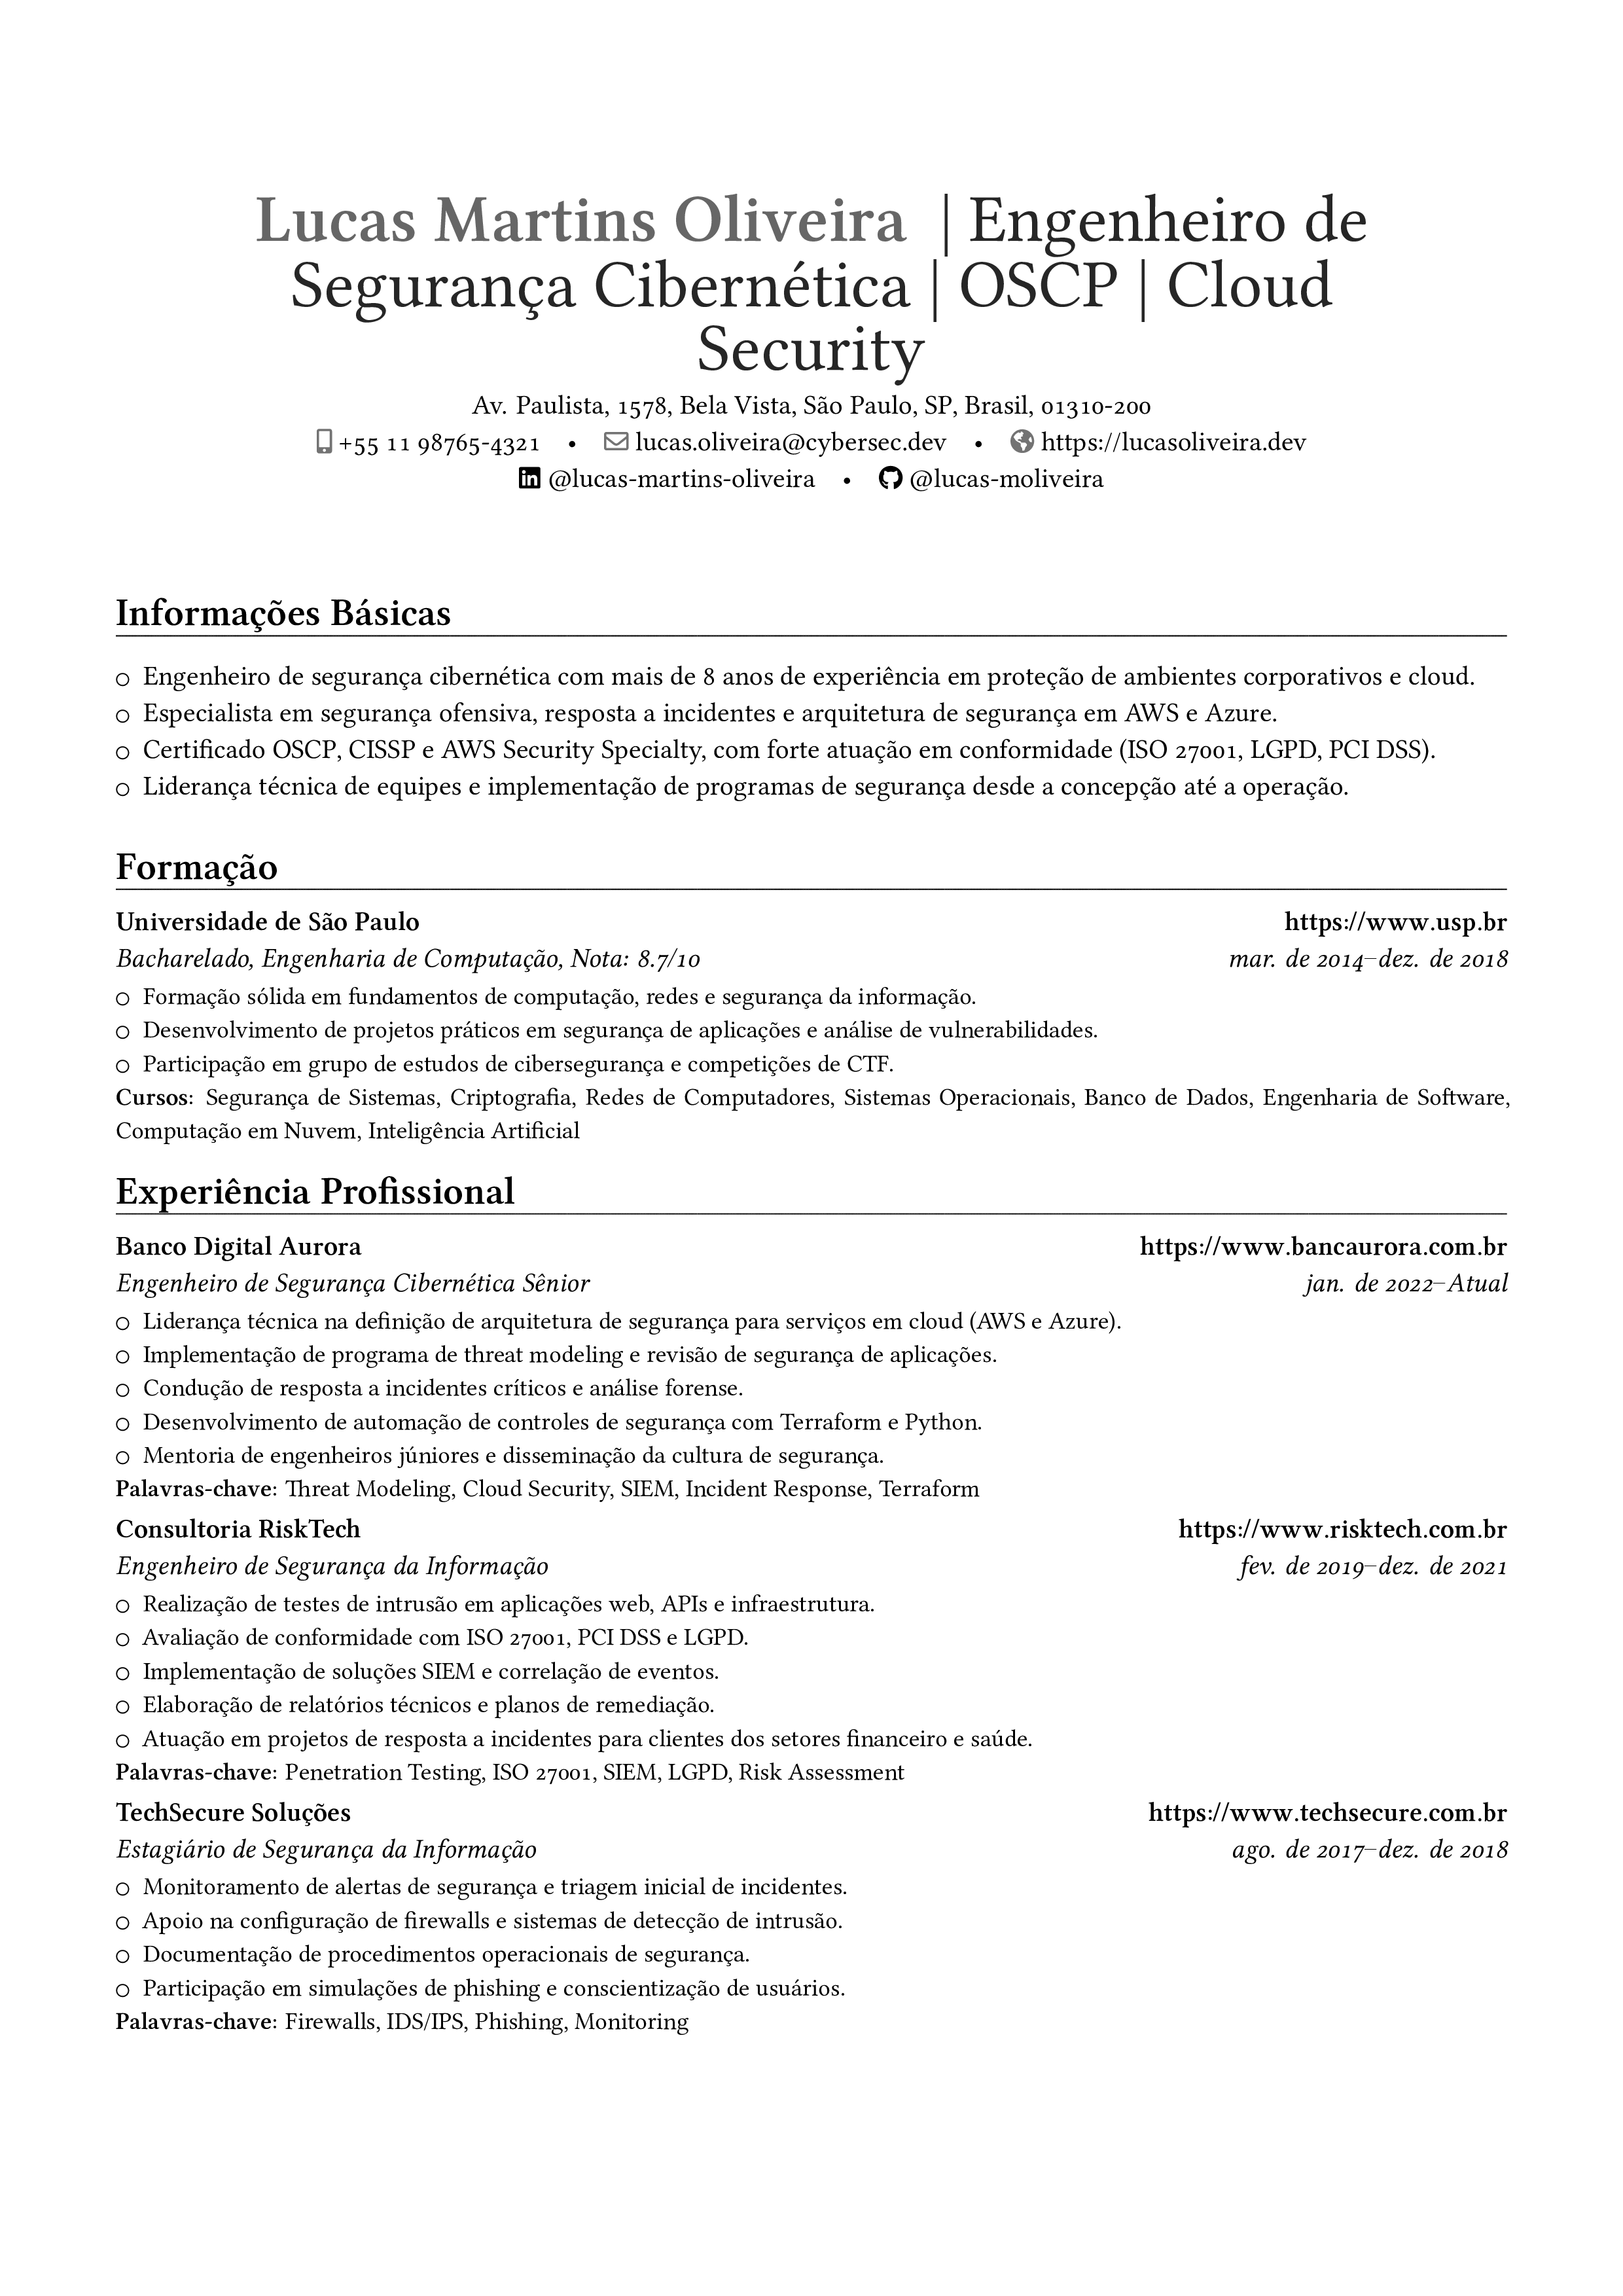 Lucas Martins Oliveira | Engenheiro de
Segurança Cibernética | OSCP | Cloud
Security
Av. Paulista, 1578, Bela Vista, São Paulo, SP, Brasil, 01310-200
+55 11 98765-4321 • lucas.oliveira@cybersec.dev • https://lucasoliveira.dev
@lucas-martins-oliveira • @lucas-moliveira
Informações Básicas
Engenheiro de segurança cibernética com mais de 8 anos de experiência em proteção de ambientes corporativos e cloud.
Especialista em segurança ofensiva, resposta a incidentes e arquitetura de segurança em AWS e Azure.
Certificado OSCP, CISSP e AWS Security Specialty, com forte atuação em conformidade (ISO 27001, LGPD, PCI DSS).
Liderança técnica de equipes e implementação de programas de segurança desde a concepção até a operação.
Formação
Universidade de São Paulo https://www.usp.br
Bacharelado, Engenharia de Computação, Nota: 8.7/10 mar. de 2014–dez. de 2018
Formação sólida em fundamentos de computação, redes e segurança da informação.
Desenvolvimento de projetos práticos em segurança de aplicações e análise de vulnerabilidades.
Participação em grupo de estudos de cibersegurança e competições de CTF.
Cursos: Segurança de Sistemas, Criptografia, Redes de Computadores, Sistemas Operacionais, Banco de Dados, Engenharia de Software,
Computação em Nuvem, Inteligência Artificial
Experiência Profissional
Banco Digital Aurora https://www.bancaurora.com.br
Engenheiro de Segurança Cibernética Sênior jan. de 2022–Atual
Liderança técnica na definição de arquitetura de segurança para serviços em cloud (AWS e Azure).
Implementação de programa de threat modeling e revisão de segurança de aplicações.
Condução de resposta a incidentes críticos e análise forense.
Desenvolvimento de automação de controles de segurança com Terraform e Python.
Mentoria de engenheiros júniores e disseminação da cultura de segurança.
Palavras-chave: Threat Modeling, Cloud Security, SIEM, Incident Response, Terraform
Consultoria RiskTech https://www.risktech.com.br
Engenheiro de Segurança da Informação fev. de 2019–dez. de 2021
Realização de testes de intrusão em aplicações web, APIs e infraestrutura.
Avaliação de conformidade com ISO 27001, PCI DSS e LGPD.
Implementação de soluções SIEM e correlação de eventos.
Elaboração de relatórios técnicos e planos de remediação.
Atuação em projetos de resposta a incidentes para clientes dos setores financeiro e saúde.
Palavras-chave: Penetration Testing, ISO 27001, SIEM, LGPD, Risk Assessment
TechSecure Soluções https://www.techsecure.com.br
Estagiário de Segurança da Informação ago. de 2017–dez. de 2018
Monitoramento de alertas de segurança e triagem inicial de incidentes.
Apoio na configuração de firewalls e sistemas de detecção de intrusão.
Documentação de procedimentos operacionais de segurança.
Participação em simulações de phishing e conscientização de usuários.
Palavras-chave: Firewalls, IDS/IPS, Phishing, Monitoring